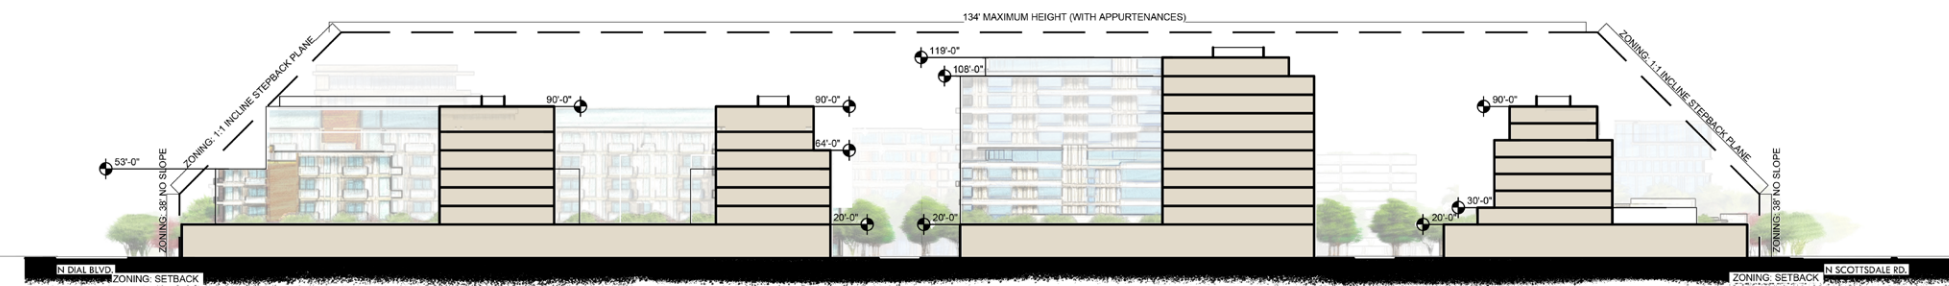 134' MAXIMUM HEIGHT (WITH APPURTENANCES)
ZONING: 1:1 INCLINE STEPBACK PLANE
ZONING: 1:1 INCLINE STEPBACK PLANE
119'-0"
108'-0"
90'-0"
90'-0"
90'-0"
64'-0"
53'-0"
ZONING: 38' NO SLOPE
ZONING: 38' NO SLOPE
30'-0"
20'-0"
20'-0"
20'-0"
N DIAL BLVD.
ZONING: SETBACK
ZONING: SETBACK
N SCOTTSDALE RD.